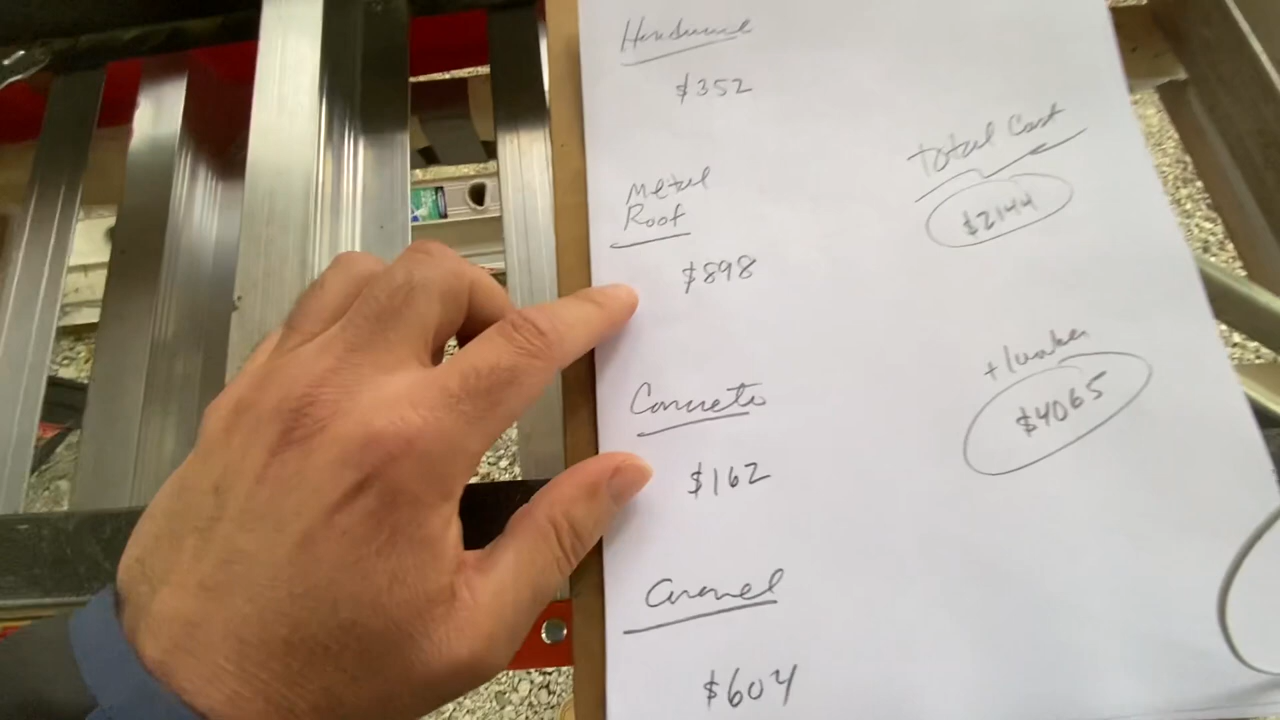 Hardware
$352
Metal
Roof
$898
Concrete
$162
Gravel
$604
Total Cost
$2144
+ lumber
$4065